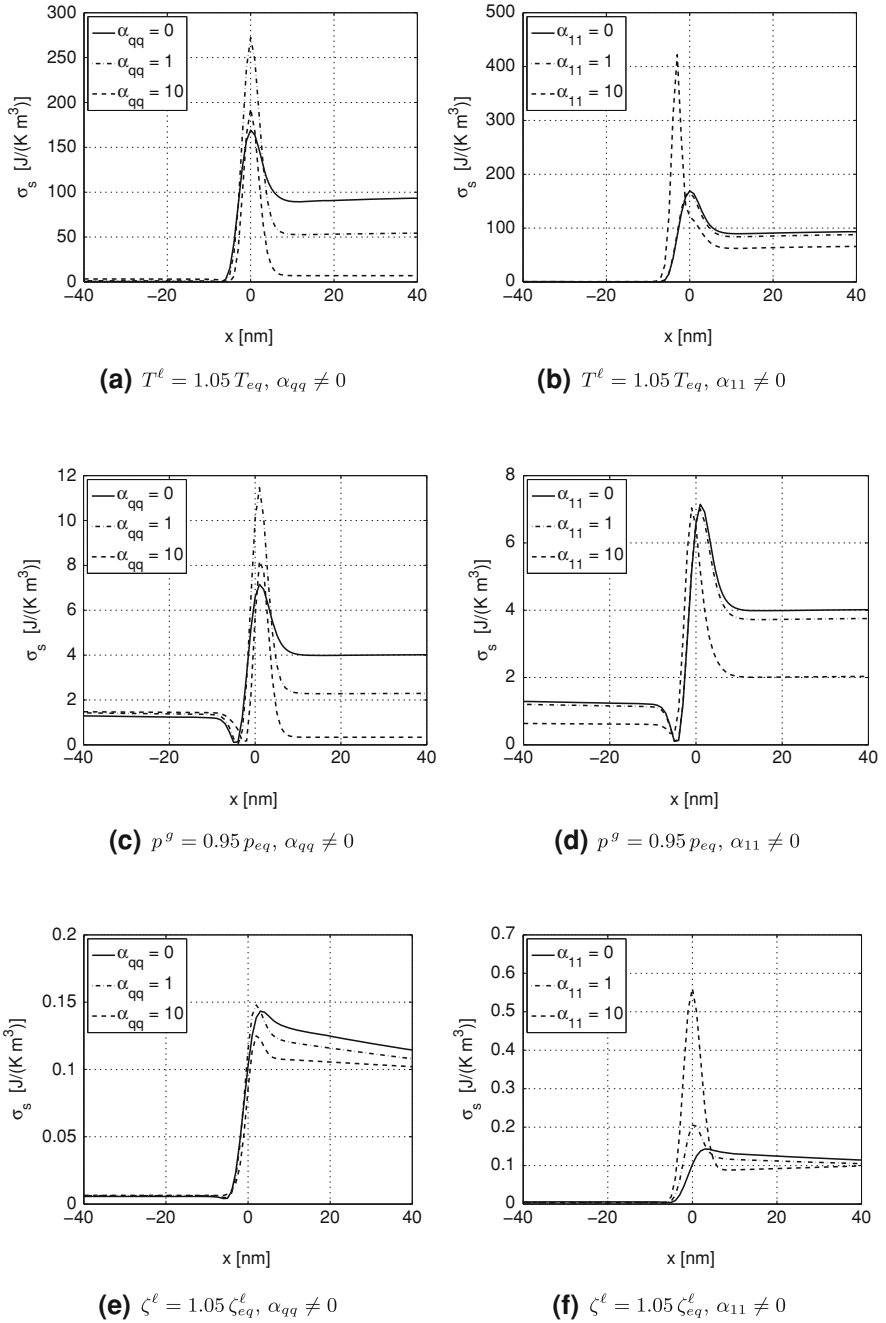 300
250
200
150
100
50
0
−40
−20
0
20
40
x [nm]
σs [J/(K m³)]
αqq = 0
αqq = 1
αqq = 10
(a) Tℓ = 1.05 Teq, αqq ≠ 0
500
400
300
200
100
0
−40
−20
0
20
40
x [nm]
σs [J/(K m³)]
α11 = 0
α11 = 1
α11 = 10
(b) Tℓ = 1.05 Teq, α11 ≠ 0
12
10
8
6
4
2
0
−40
−20
0
20
40
x [nm]
σs [J/(K m³)]
αqq = 0
αqq = 1
αqq = 10
(c) p g = 0.95 peq, αqq ≠ 0
8
6
4
2
0
−40
−20
0
20
40
x [nm]
σs [J/(K m³)]
α11 = 0
α11 = 1
α11 = 10
(d) p g = 0.95 peq, α11 ≠ 0
0.2
0.15
0.1
0.05
0
−40
−20
0
20
40
x [nm]
σs [J/(K m³)]
αqq = 0
αqq = 1
αqq = 10
(e) ζℓ = 1.05 ζℓeq, αqq ≠ 0
0.7
0.6
0.5
0.4
0.3
0.2
0.1
0
−40
−20
0
20
40
x [nm]
σs [J/(K m³)]
α11 = 0
α11 = 1
α11 = 10
(f) ζℓ = 1.05 ζℓeq, α11 ≠ 0